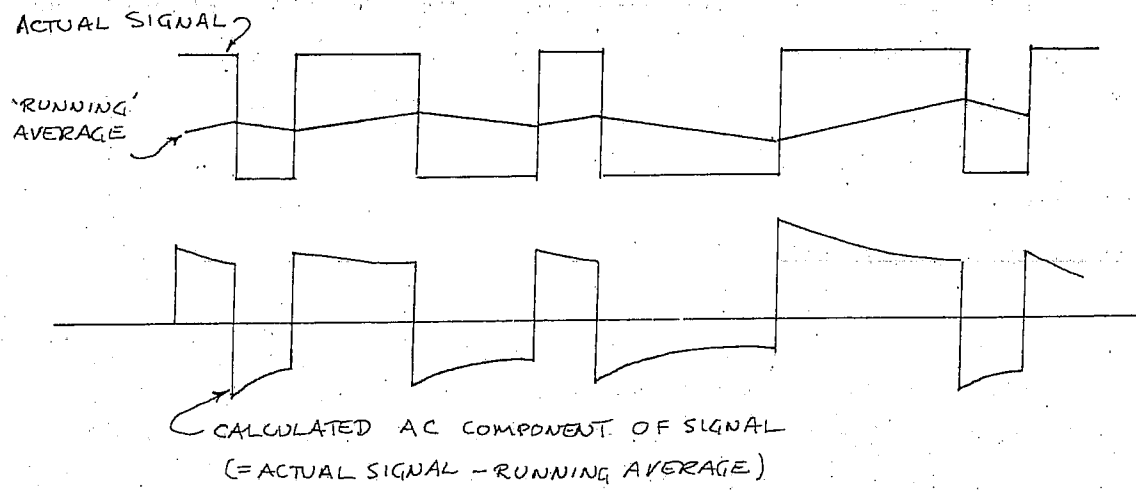 ACTUAL SIGNAL
'RUNNING'
AVERAGE
CALCULATED AC COMPONENT OF SIGNAL
(= ACTUAL SIGNAL - RUNNING AVERAGE)